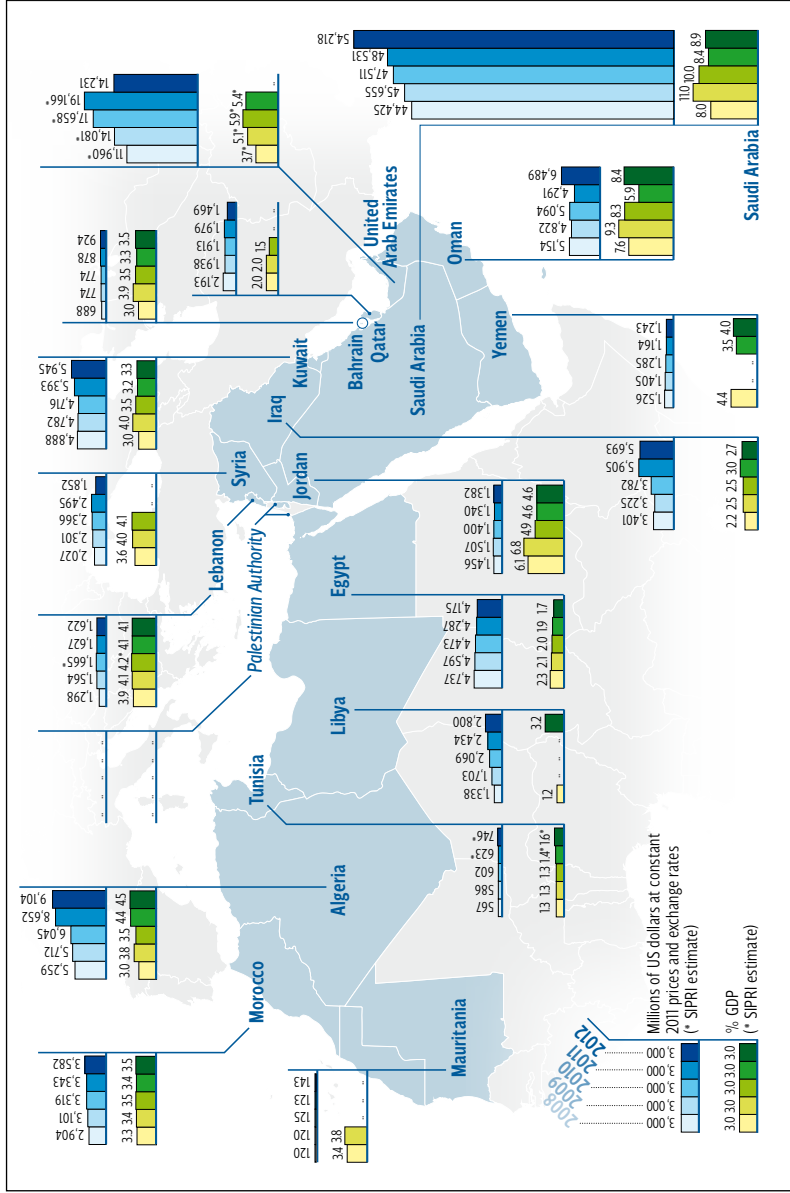 2,904 3,101 3,319 3,343 3,582
3.3 3.4 3.5 3.4 3.5
Morocco
5,259 5,712 6,045 8,652 9,104
3.0 3.8 3.5 4.4 4.5
Algeria
.. .. .. .. ..
.. .. .. .. ..
Palestinian Authority
1,298 1,564 1,665* 1,627 1,622
3.9 4.1 4.2* 4.1 4.1
Lebanon
2,027 2,301 2,366 2,495 1,852
3.6 4.0 4.1 .. ..
Syria
4,888 4,782 4,716 5,393 5,945
3.0 4.0 3.5 3.2 3.3
Kuwait
688 774 774 878 924
3.0 3.9 3.5 3.3 3.5
Bahrain
2,193 1,938 1,913 1,979 1,469
2.0 2.0 1.5 .. ..
Qatar
11,960* 14,081* 17,658* 19,166* 14,231
3.7* 5.1* 5.9* 5.4* ..
United
Arab Emirates
120 120 125 123 143
3.4 3.8 .. .. ..
Mauritania
567 586 602 623* 746*
1.3 1.3 1.3 1.4* 1.6*
Tunisia
1,338 1,703 2,069 2,434 2,800
1.2 .. .. .. 3.2
Libya
4,737 4,597 4,473 4,287 4,175
2.3 2.1 2.0 1.9 1.7
Egypt
1,456 1,507 1,400 1,340 1,382
6.1 6.8 4.9 4.6 4.6
Jordan
3,401 3,225 3,782 5,905 5,693
2.2 2.5 2.5 3.0 2.7
Iraq
1,526 1,405 1,285 1,164 1,243
4.4 .. .. 3.5 4.0
Yemen
5,154 4,822 5,094 4,291 6,489
7.6 9.3 8.3 5.9 8.4
Oman
Saudi Arabia
44,425 45,655 47,511 48,531 54,218
8.0 11.0 10.0 8.4 8.9
Saudi Arabia
2008 2009 2010 2011 2012
3,000 3,000 3,000 3,000 3,000
Millions of US dollars at constant
2011 prices and exchange rates
(* SIPRI estimate)
3.0 3.0 3.0 3.0 3.0
% GDP
(* SIPRI estimate)